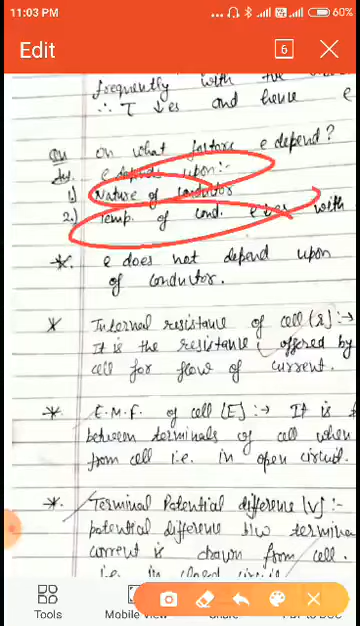 11:03 PM
60%
Edit
6
frequently with the
∴ τ ↓es and hence e
Qu on what factors e depend?
Ans. e depends upon:-
1) Nature of conductor
2.) Temp. of cond. e ↓es with
*. e does not depend upon
of conductor.
* Internal resistance of cell (r):→
It is the resistance offered by
cell for flow of current.
*. E.M.F. of cell [E]:→ It is
between terminals of cell when
from cell i.e. in open circuit.
*. Terminal Potential difference [V]:-
potential difference b/w termina
current is drawn from cell.
i.e. in closed circuit
Tools
Mobile View
Share
PDF to DOC